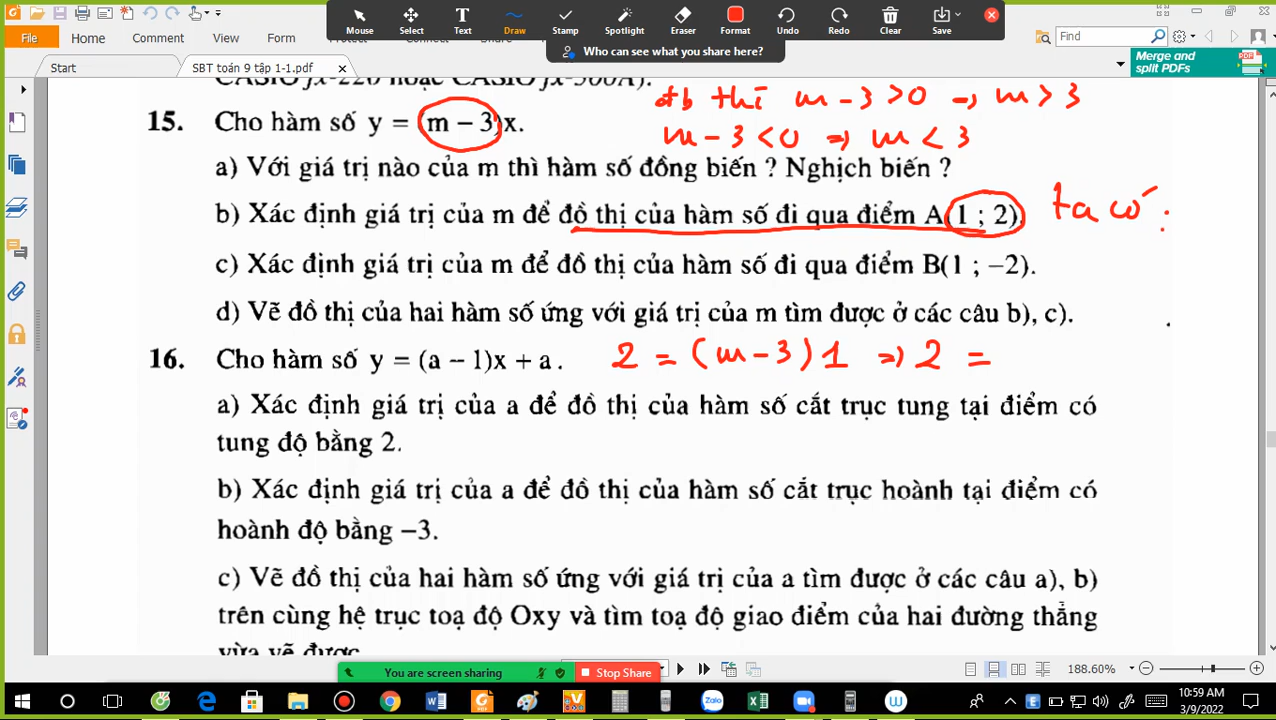 Mouse Select Text Draw Stamp Spotlight Eraser Format Undo Redo Clear Save
Who can see what you share here?
File Home Comment View Form
Find
Start SBT toán 9 tập 1-1.pdf
Merge and
split PDFs
CASIO fx-220 hoặc CASIO fx-500A).
đb thì m - 3 > 0 => m > 3
15. Cho hàm số y = (m − 3)x.
m - 3 < 0 => m < 3
a) Với giá trị nào của m thì hàm số đồng biến ? Nghịch biến ?
b) Xác định giá trị của m để đồ thị của hàm số đi qua điểm A(1 ; 2).
ta có :
c) Xác định giá trị của m để đồ thị của hàm số đi qua điểm B(1 ; −2).
d) Vẽ đồ thị của hai hàm số ứng với giá trị của m tìm được ở các câu b), c).
16. Cho hàm số y = (a − 1)x + a.
2 = (m - 3) 1 => 2 =
a) Xác định giá trị của a để đồ thị của hàm số cắt trục tung tại điểm có
tung độ bằng 2.
b) Xác định giá trị của a để đồ thị của hàm số cắt trục hoành tại điểm có
hoành độ bằng −3.
c) Vẽ đồ thị của hai hàm số ứng với giá trị của a tìm được ở các câu a), b)
trên cùng hệ trục toạ độ Oxy và tìm toạ độ giao điểm của hai đường thẳng
vừa vẽ được.
You are screen sharing Stop Share
188.60%
Zalo
10:59 AM
3/9/2022